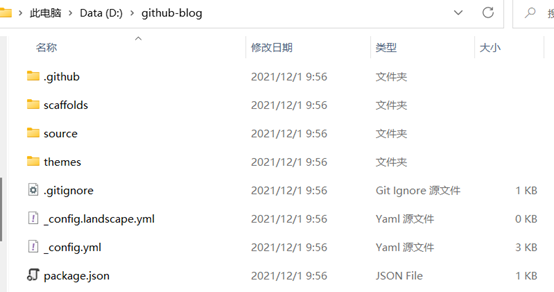 此电脑 > Data (D:) > github-blog
名称 修改日期 类型 大小
.github 2021/12/1 9:56 文件夹
scaffolds 2021/12/1 9:56 文件夹
source 2021/12/1 9:56 文件夹
themes 2021/12/1 9:56 文件夹
.gitignore 2021/12/1 9:56 Git Ignore 源文件 1 KB
_config.landscape.yml 2021/12/1 9:56 Yaml 源文件 0 KB
_config.yml 2021/12/1 9:56 Yaml 源文件 3 KB
package.json 2021/12/1 9:56 JSON File 1 KB